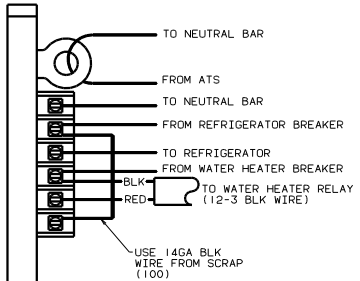 TO NEUTRAL BAR
FROM ATS
TO NEUTRAL BAR
FROM REFRIGERATOR BREAKER
TO REFRIGERATOR
FROM WATER HEATER BREAKER
BLK
TO WATER HEATER RELAY
RED
(12-3 BLK WIRE)
USE 14GA BLK
WIRE FROM SCRAP
(100)